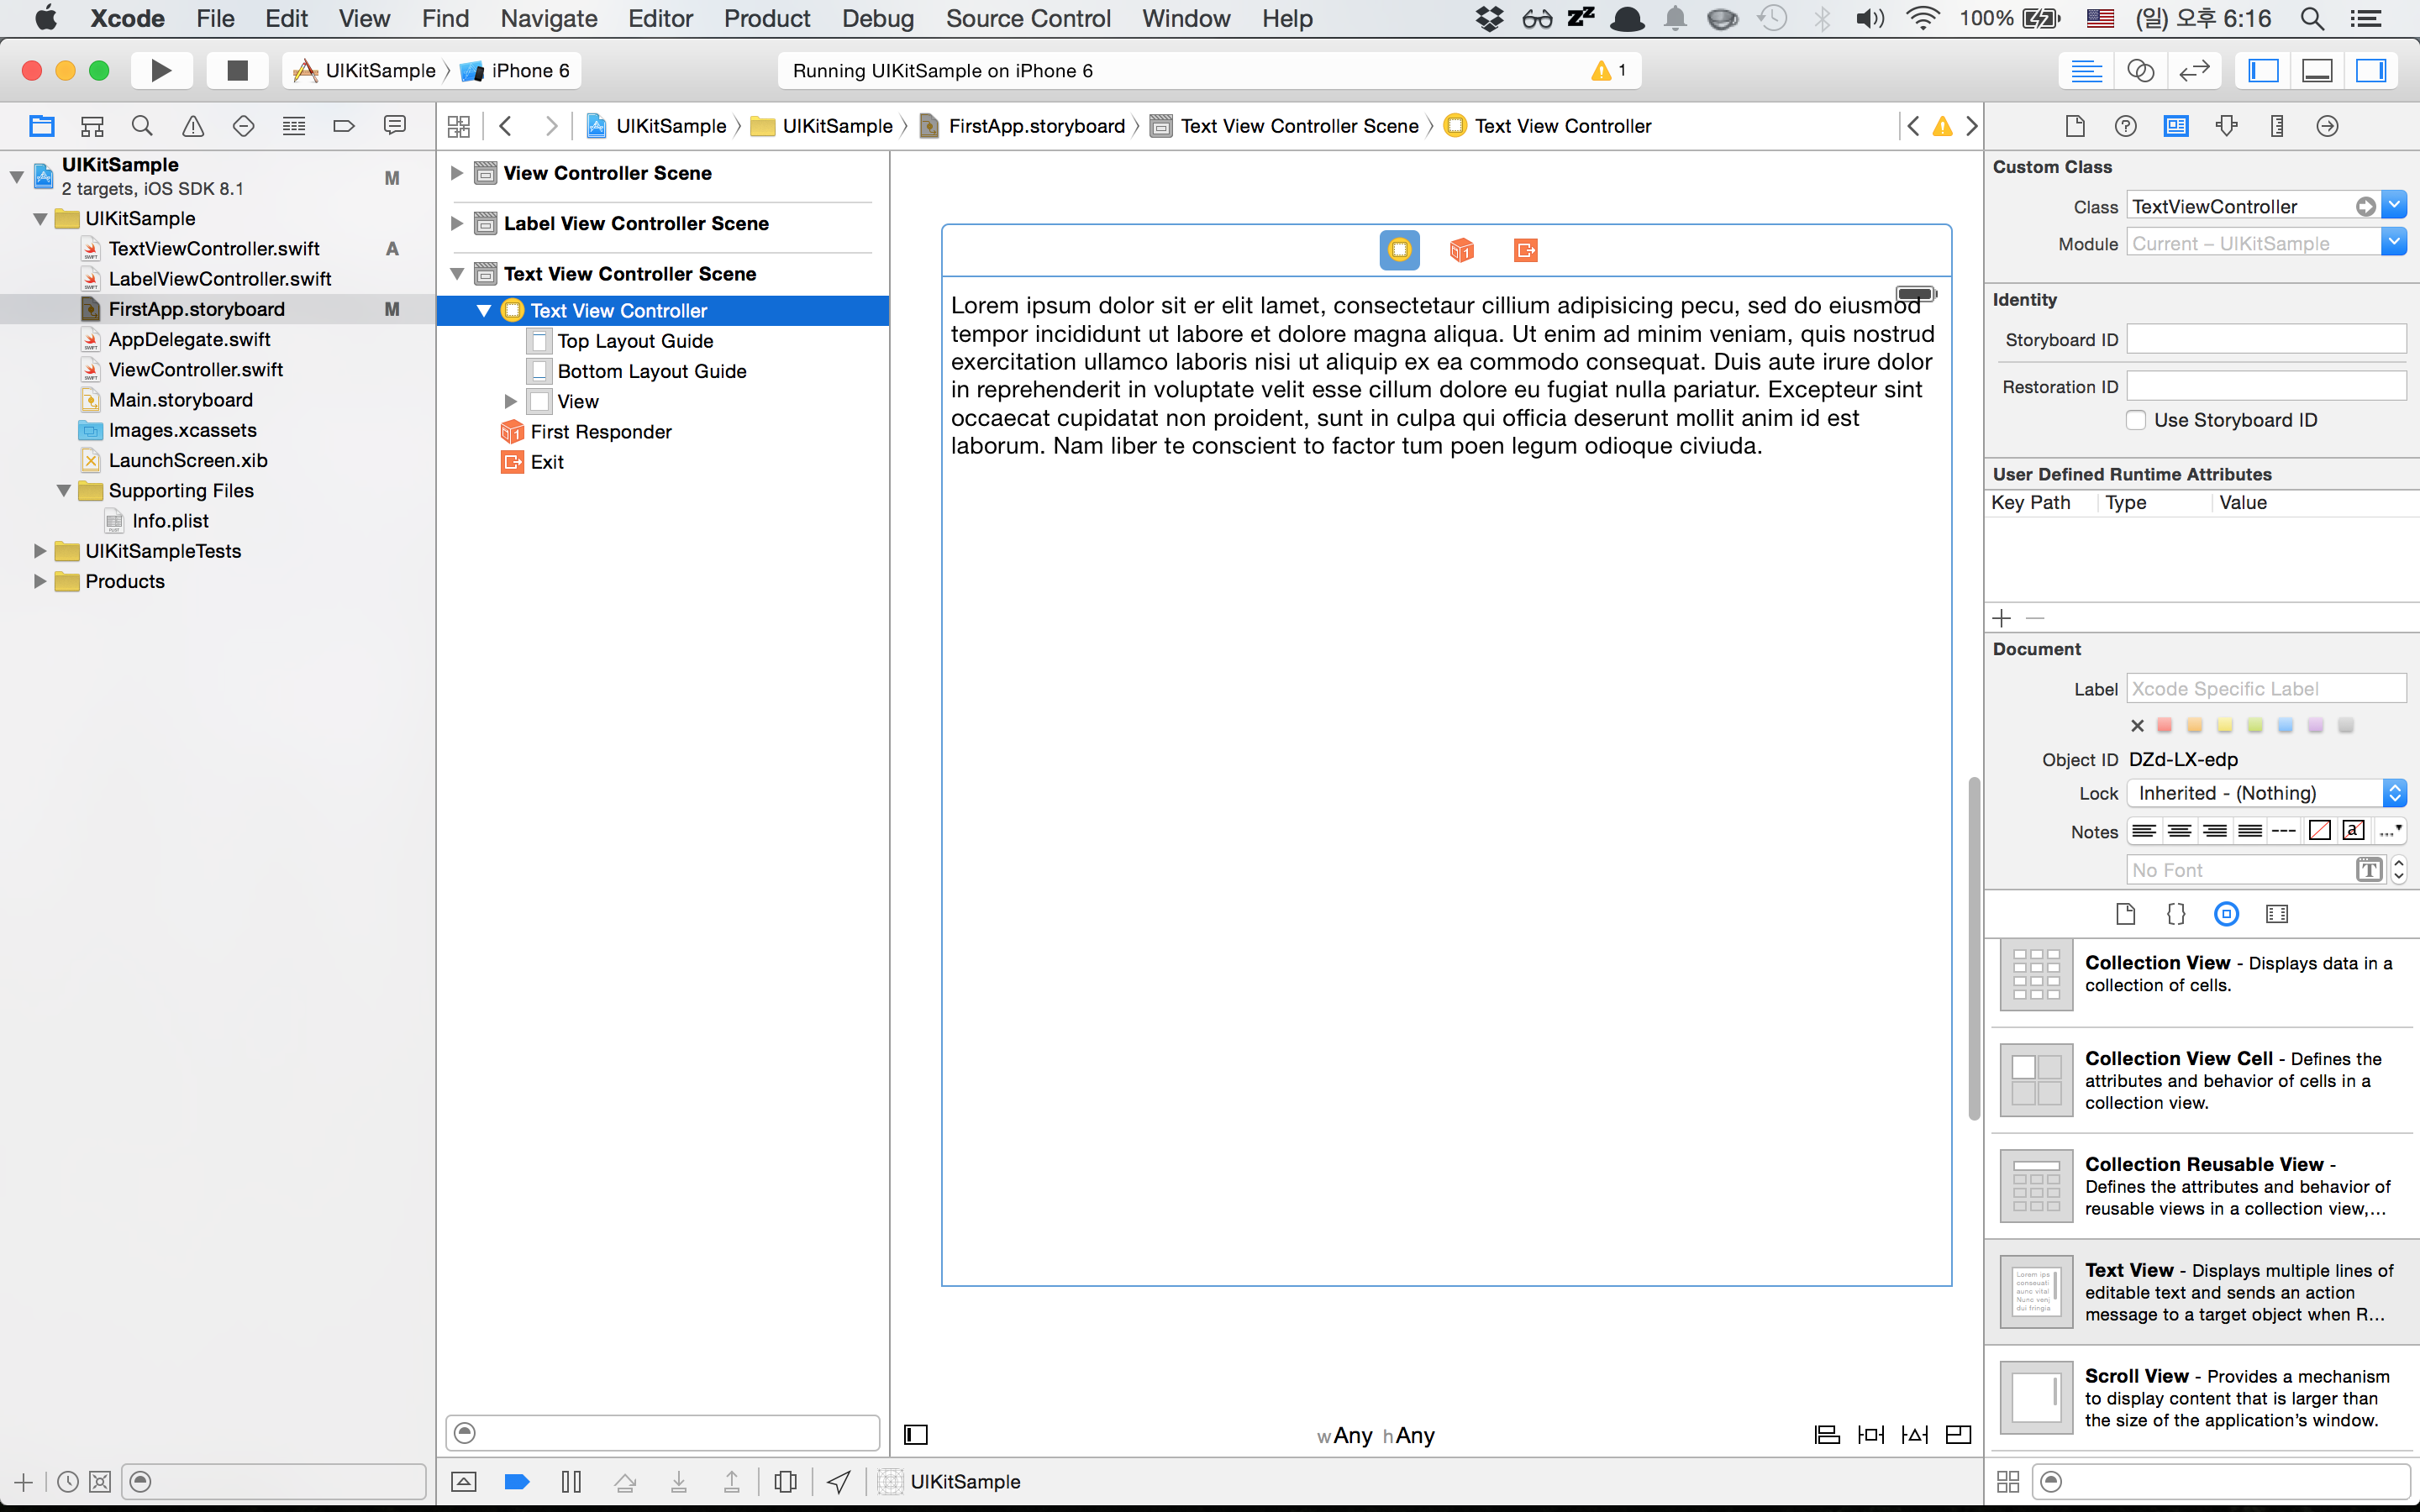 Xcode File Edit View Find Navigate Editor Product Debug Source Control Window Help 100% (일) 오후 6:16
UIKitSample iPhone 6
Running UIKitSample on iPhone 6 1
UIKitSample UIKitSample FirstApp.storyboard Text View Controller Scene Text View Controller
UIKitSample
2 targets, iOS SDK 8.1 M
UIKitSample
TextViewController.swift A
LabelViewController.swift
FirstApp.storyboard M
AppDelegate.swift
ViewController.swift
Main.storyboard
Images.xcassets
LaunchScreen.xib
Supporting Files
Info.plist
UIKitSampleTests
Products
View Controller Scene
Label View Controller Scene
Text View Controller Scene
Text View Controller
Top Layout Guide
Bottom Layout Guide
View
First Responder
Exit
Lorem ipsum dolor sit er elit lamet, consectetaur cillium adipisicing pecu, sed do eiusmod
tempor incididunt ut labore et dolore magna aliqua. Ut enim ad minim veniam, quis nostrud
exercitation ullamco laboris nisi ut aliquip ex ea commodo consequat. Duis aute irure dolor
in reprehenderit in voluptate velit esse cillum dolore eu fugiat nulla pariatur. Excepteur sint
occaecat cupidatat non proident, sunt in culpa qui officia deserunt mollit anim id est
laborum. Nam liber te conscient to factor tum poen legum odioque civiuda.
wAny hAny
UIKitSample
Custom Class
Class TextViewController
Module Current – UIKitSample
Identity
Storyboard ID
Restoration ID
Use Storyboard ID
User Defined Runtime Attributes
Key Path Type Value
Document
Label Xcode Specific Label
Object ID DZd-LX-edp
Lock Inherited - (Nothing)
Notes
No Font
Collection View - Displays data in a
collection of cells.
Collection View Cell - Defines the
attributes and behavior of cells in a
collection view.
Collection Reusable View -
Defines the attributes and behavior of
reusable views in a collection view,...
Text View - Displays multiple lines of
editable text and sends an action
message to a target object when R...
Scroll View - Provides a mechanism
to display content that is larger than
the size of the application's window.